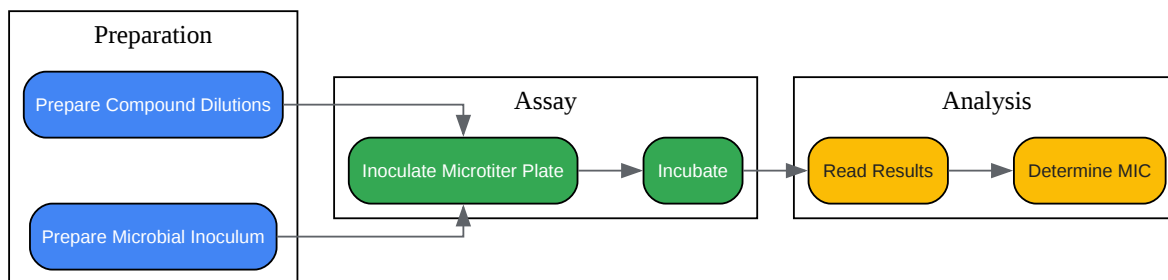 Preparation
Prepare Compound Dilutions
Prepare Microbial Inoculum
Assay
Inoculate Microtiter Plate
Incubate
Analysis
Read Results
Determine MIC